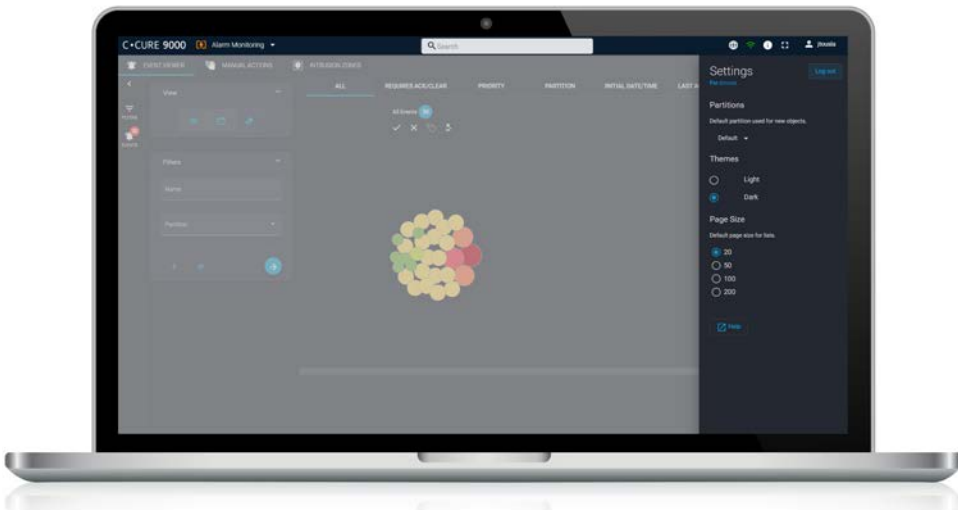 C•CURE 9000
Alarm Monitoring
Search
EVENT VIEWER
MANUAL ACTIONS
INTRUSION ZONES
View
FILTERS
Filters
Name
Partition
ALL
REQUIRES ACK/CLEAR
PRIORITY
PARTITION
INITIAL DATE/TIME
LAST A
All Events
Settings
Log out
Partitions
Default partition used for new objects.
Default
Themes
Light
Dark
Page Size
Default page size for lists.
20
50
100
200
Help